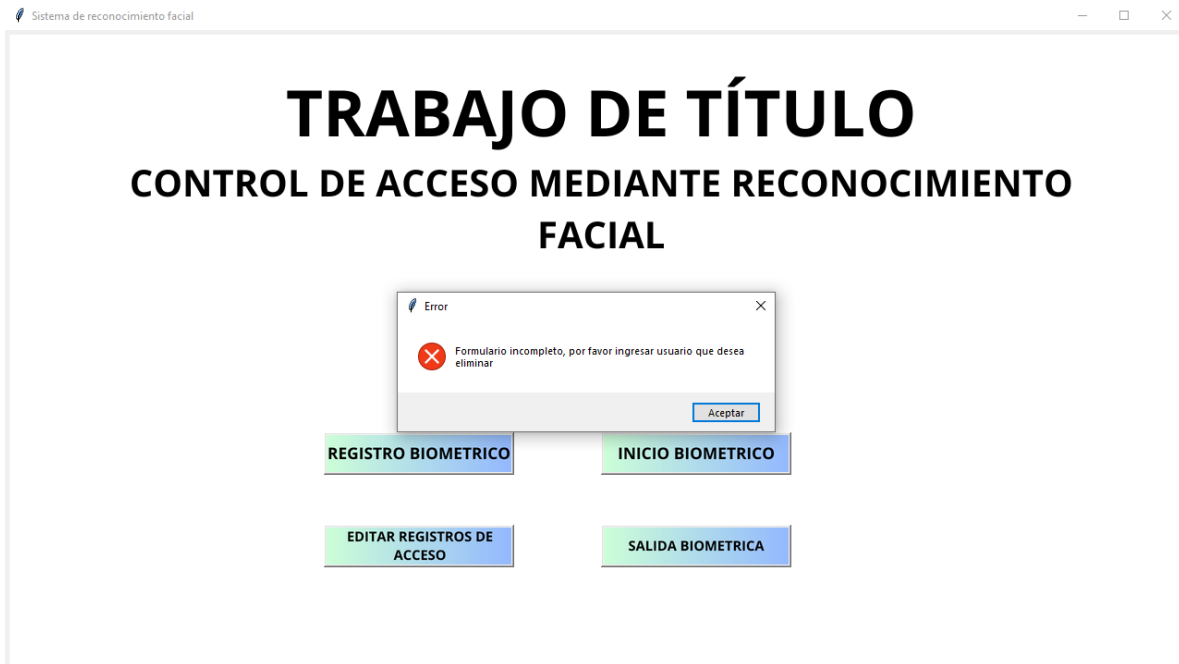 Sistema de reconocimiento facial
TRABAJO DE TÍTULO
CONTROL DE ACCESO MEDIANTE RECONOCIMIENTO
FACIAL
Error
Formulario incompleto, por favor ingresar usuario que desea
eliminar
Aceptar
REGISTRO BIOMETRICO
INICIO BIOMETRICO
EDITAR REGISTROS DE
ACCESO
SALIDA BIOMETRICA